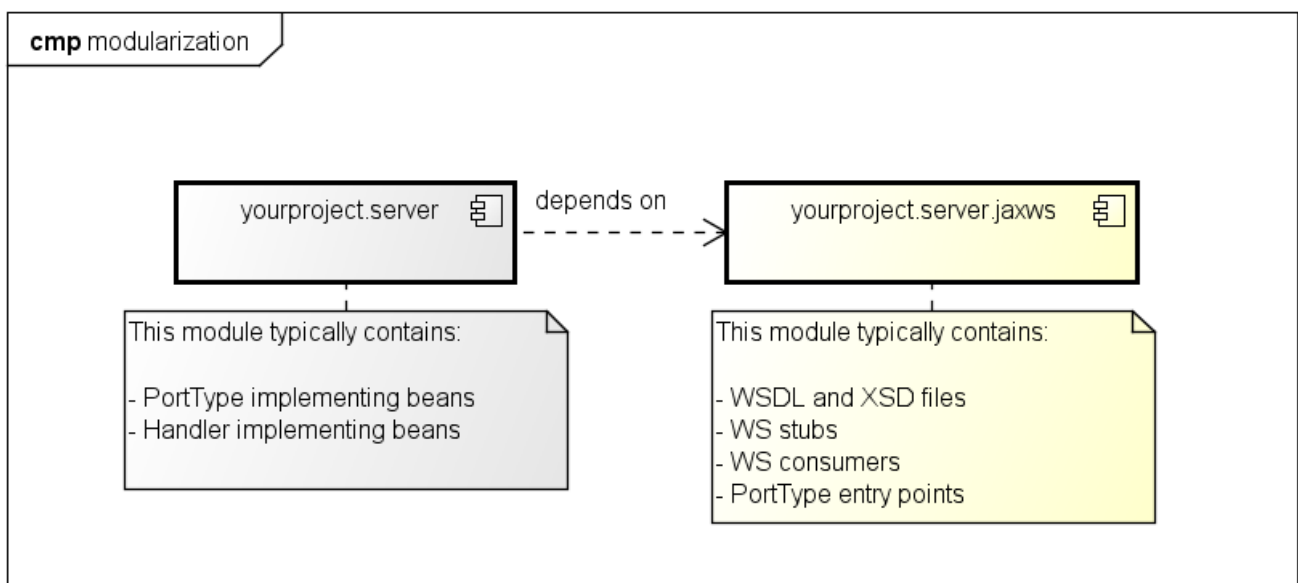 cmp modularization
yourproject.server
depends on
yourproject.server.jaxws
This module typically contains:
- PortType implementing beans
- Handler implementing beans
This module typically contains:
- WSDL and XSD files
- WS stubs
- WS consumers
- PortType entry points